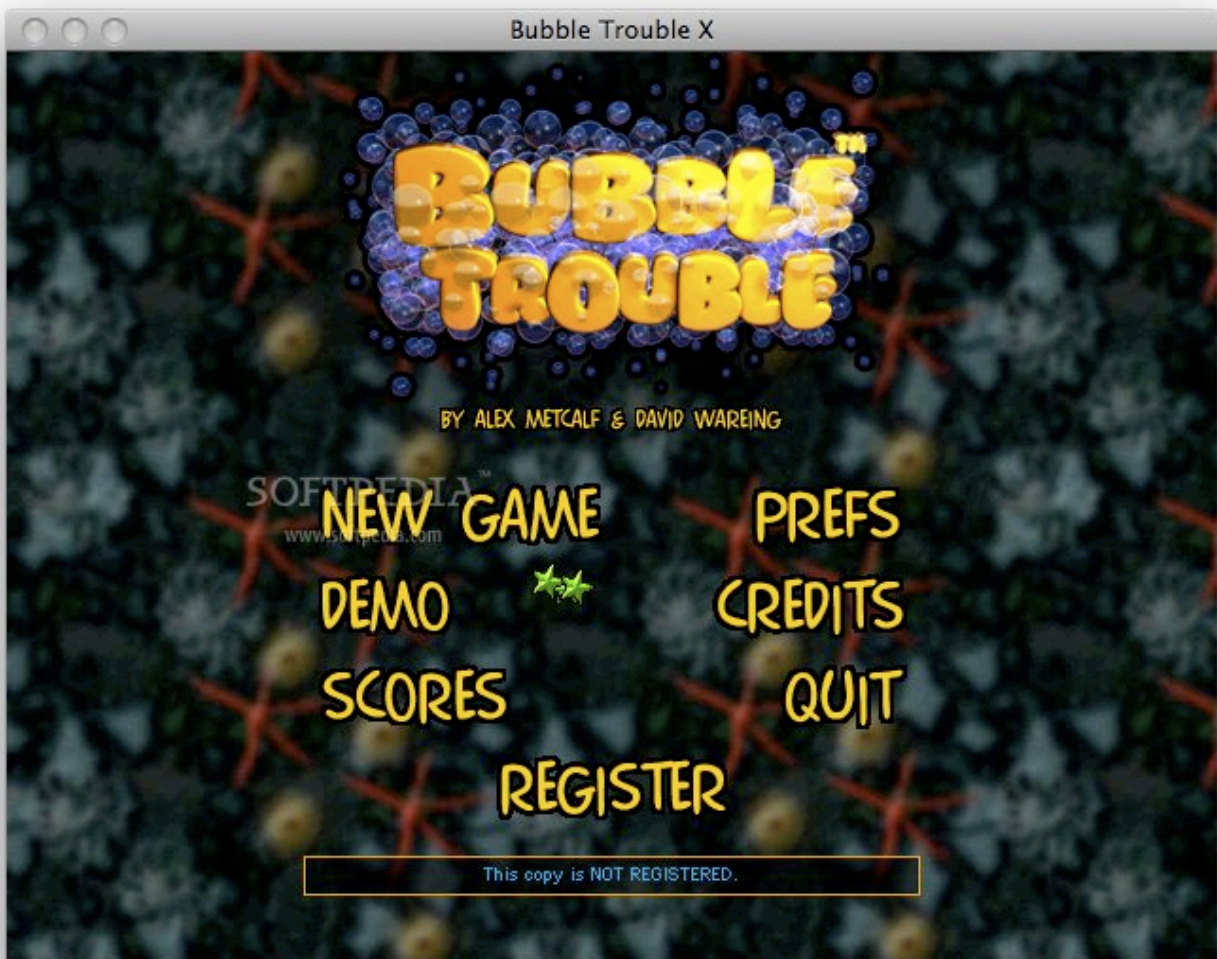 Bubble Trouble X
BUBBLE
TROUBLE
TM
BY ALEX METCALF & DAVID WAREING
SOFTPEDIA™
www.softpedia.com
NEW GAME
PREFS
DEMO
CREDITS
SCORES
QUIT
REGISTER
This copy is NOT REGISTERED.